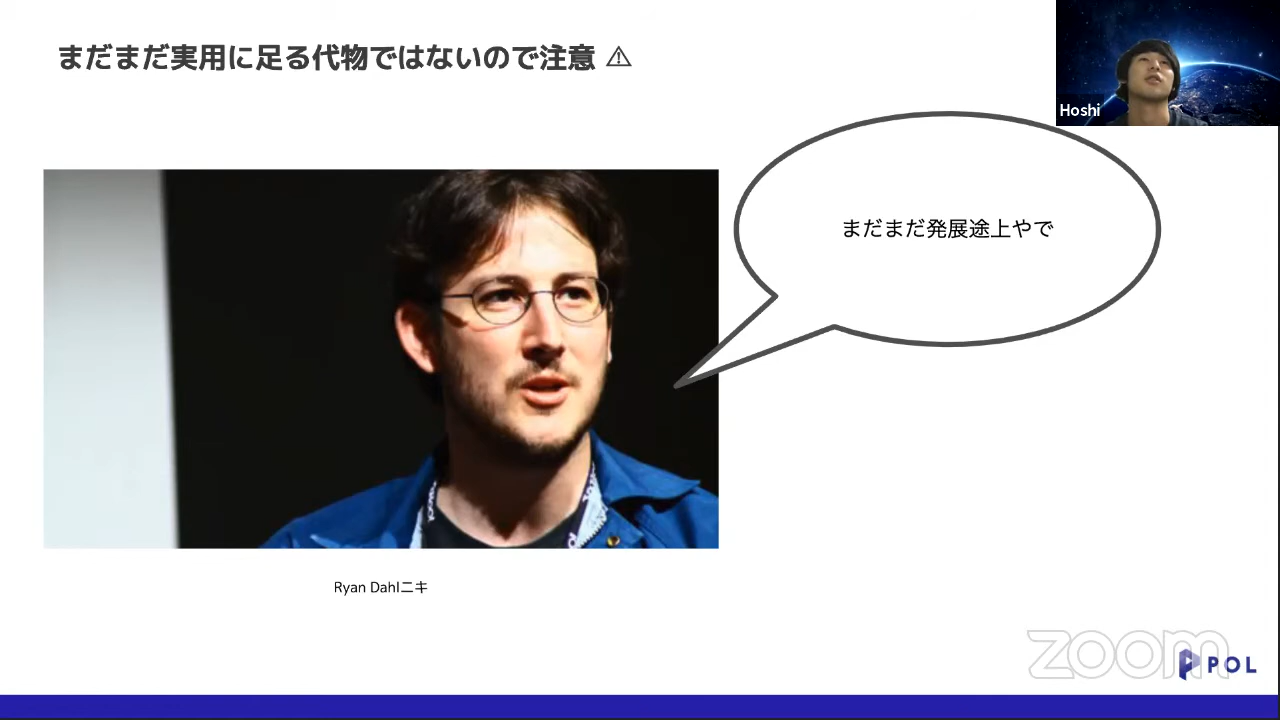 まだまだ実用に足る代物ではないので注意 ⚠
Hoshi
まだまだ発展途上やで
Ryan Dahlニキ
zoom
POL